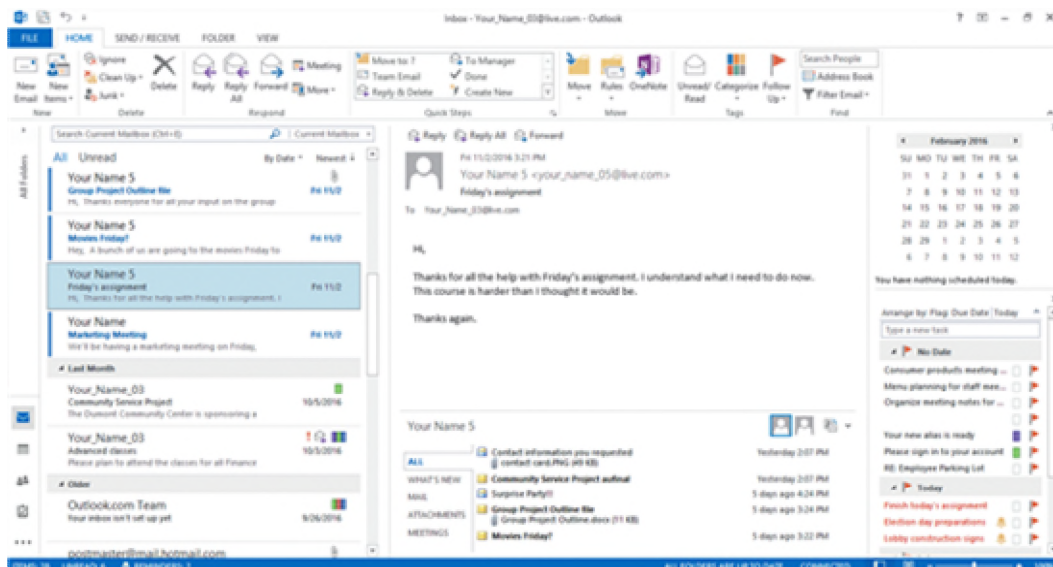 Inbox - Your_Name_03@live.com - Outlook
FILE HOME SEND / RECEIVE FOLDER VIEW
New Email
New Items
New
Ignore
Clean Up
Junk
Delete
Delete
Reply
Reply All
Forward
Meeting
More
Respond
Move to: ?
Team Email
Reply & Delete
To Manager
Done
Create New
Quick Steps
Move
Rules
OneNote
Move
Unread/ Read
Categorize
Follow Up
Tags
Search People
Address Book
Filter Email
Find
All Folders
Search Current Mailbox (Ctrl+E) Current Mailbox
All Unread By Date Newest
Your Name 5
Group Project Outline file Fri 11/2
Hi, Thanks everyone for all your input on the group
Your Name 5
Movies Friday? Fri 11/2
Hey, A bunch of us are going to the movies Friday to
Your Name 5
Friday's assignment Fri 11/2
Hi, Thanks for all the help with Friday's assignment. I
Your Name
Marketing Meeting Fri 11/2
We'll be having a marketing meeting on Friday,
Last Month
Your_Name_03
Community Service Project 10/5/2016
The Dumont Community Center is sponsoring a
Your_Name_03
Advanced classes 10/3/2016
Please plan to attend the classes for all Finance
Older
Outlook.com Team
Your inbox isn't set up yet 9/26/2016
postmaster@mail.hotmail.com
Reply Reply All Forward
Fri 11/2/2016 3:21 PM
Your Name 5 <your_name_05@live.com>
Friday's assignment
To Your_Name_03@live.com
Hi,
Thanks for all the help with Friday's assignment. I understand what I need to do now.
This course is harder than I thought it would be.
Thanks again.
Your Name 5
ALL
WHAT'S NEW
MAIL
ATTACHMENTS
MEETINGS
Contact information you requested Yesterday 2:07 PM
contact card.PNG (49 KB)
Community Service Project aufinal Yesterday 2:07 PM
Surprise Party!! 5 days ago 4:24 PM
Group Project Outline file 5 days ago 3:24 PM
Group Project Outline.docx (11 KB)
Movies Friday? 5 days ago 3:22 PM
February 2016
SU MO TU WE TH FR SA
31 1 2 3 4 5 6
7 8 9 10 11 12 13
14 15 16 17 18 19 20
21 22 23 24 25 26 27
28 29 1 2 3 4 5
6 7 8 9 10 11 12
You have nothing scheduled today.
Arrange by: Flag: Due Date Today
Type a new task
No Date
Consumer products meeting ...
Menu planning for staff mee...
Organize meeting notes for ...
Your new alias is ready
Please sign in to your account
RE: Employee Parking Lot
Today
Finish today's assignment
Election day preparations
Lobby construction signs
ALL FOLDERS ARE UP TO DATE CONNECTED